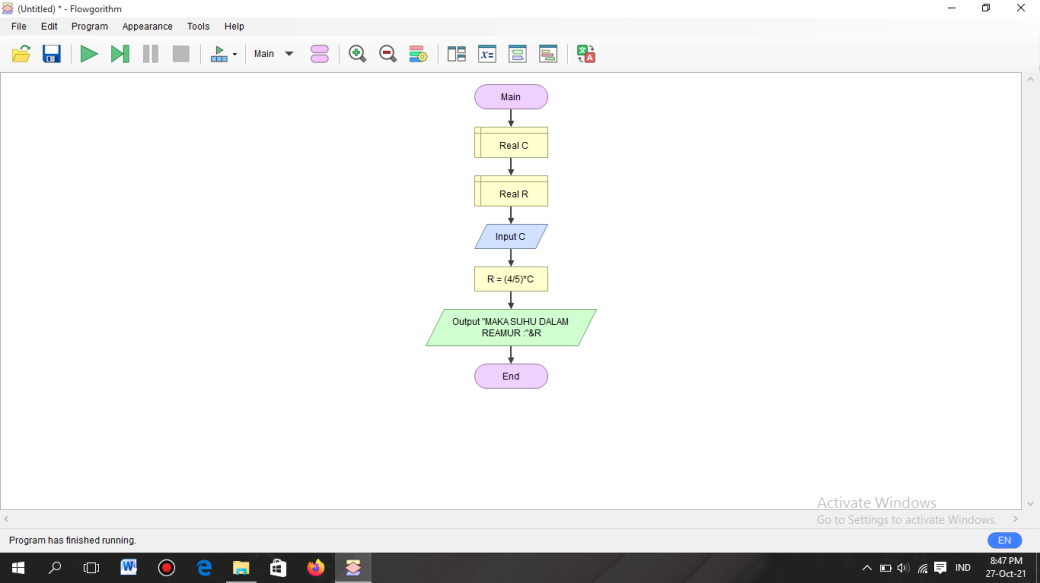 (Untitled) * - Flowgorithm
File Edit Program Appearance Tools Help
Main
Main
Real C
Real R
Input C
R = (4/5)*C
Output "MAKA SUHU DALAM
REAMUR :"&R
End
Activate Windows
Go to Settings to activate Windows.
Program has finished running.
EN
IND
8:47 PM
27-Oct-21